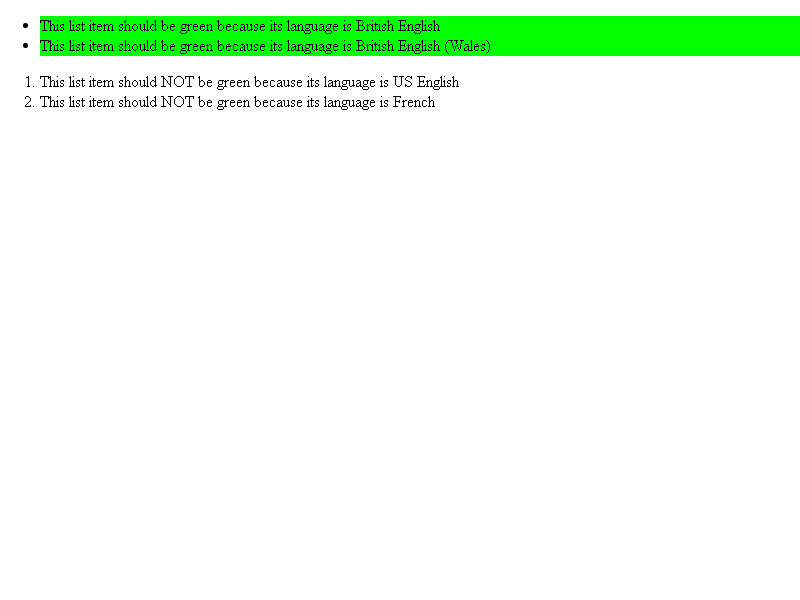 • This list item should be green because its language is British English
• This list item should be green because its language is British English (Wales)
1. This list item should NOT be green because its language is US English
2. This list item should NOT be green because its language is French